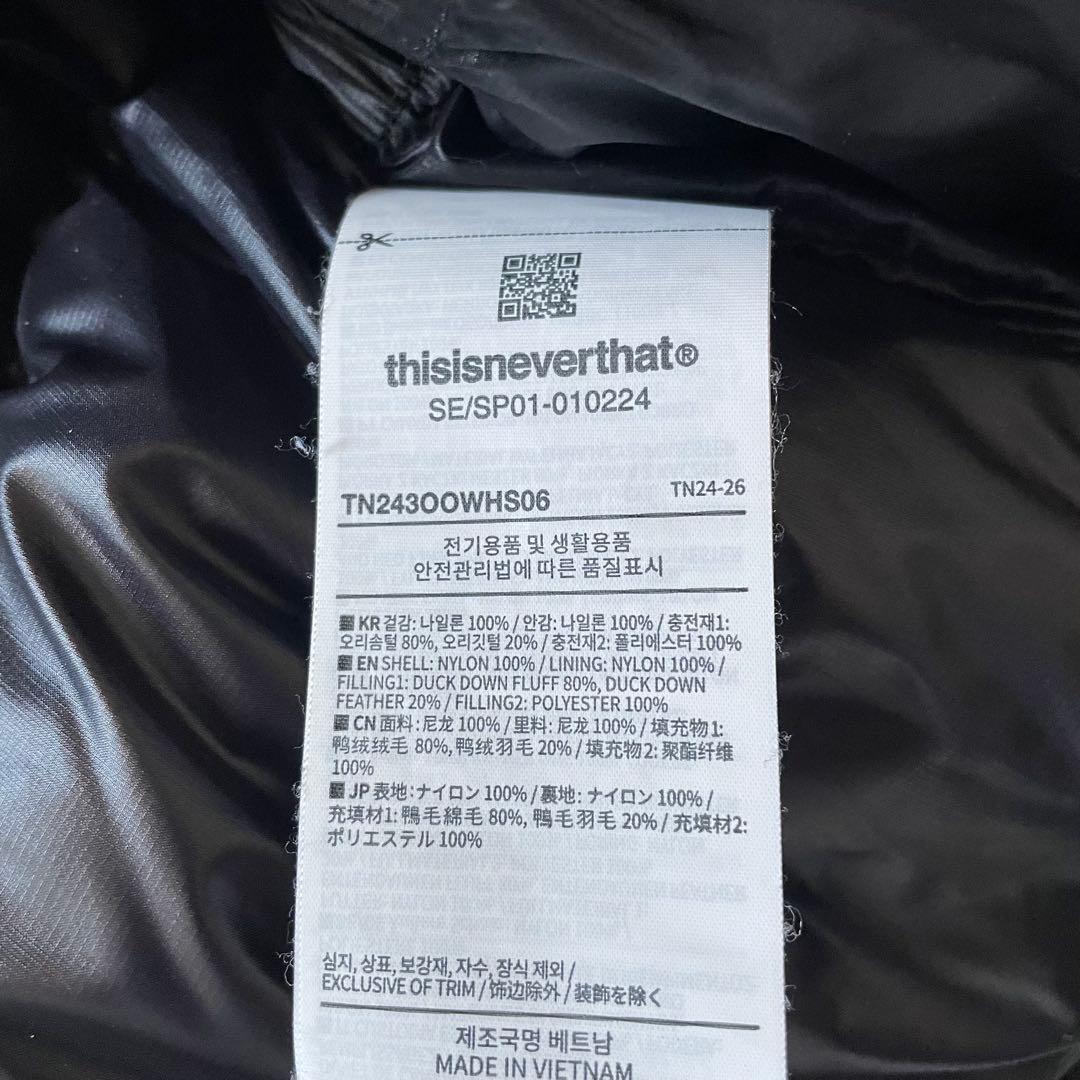 thisisneverthat®
SE/SP01-010224
TN243OOWHS06
TN24-26
전기용품 및 생활용품
안전관리법에 따른 품질표시
KR 겉감: 나일론 100% / 안감: 나일론 100% / 충전재1:
오리솜털 80%, 오리깃털 20% / 충전재2: 폴리에스터 100%
EN SHELL: NYLON 100% / LINING: NYLON 100% /
FILLING1: DUCK DOWN FLUFF 80%, DUCK DOWN
FEATHER 20% / FILLING2: POLYESTER 100%
CN 面料: 尼龙 100% / 里料: 尼龙 100% / 填充物1:
鸭绒绒毛 80%, 鸭绒羽毛 20% / 填充物2: 聚酯纤维
100%
JP 表地: ナイロン 100% / 裏地: ナイロン 100% /
充填材1: 鴨毛綿毛 80%, 鴨毛羽毛 20% / 充填材2:
ポリエステル 100%
심지, 상표, 보강재, 자수, 장식 제외 /
EXCLUSIVE OF TRIM / 饰边除外 / 装飾を除く
제조국명 베트남
MADE IN VIETNAM